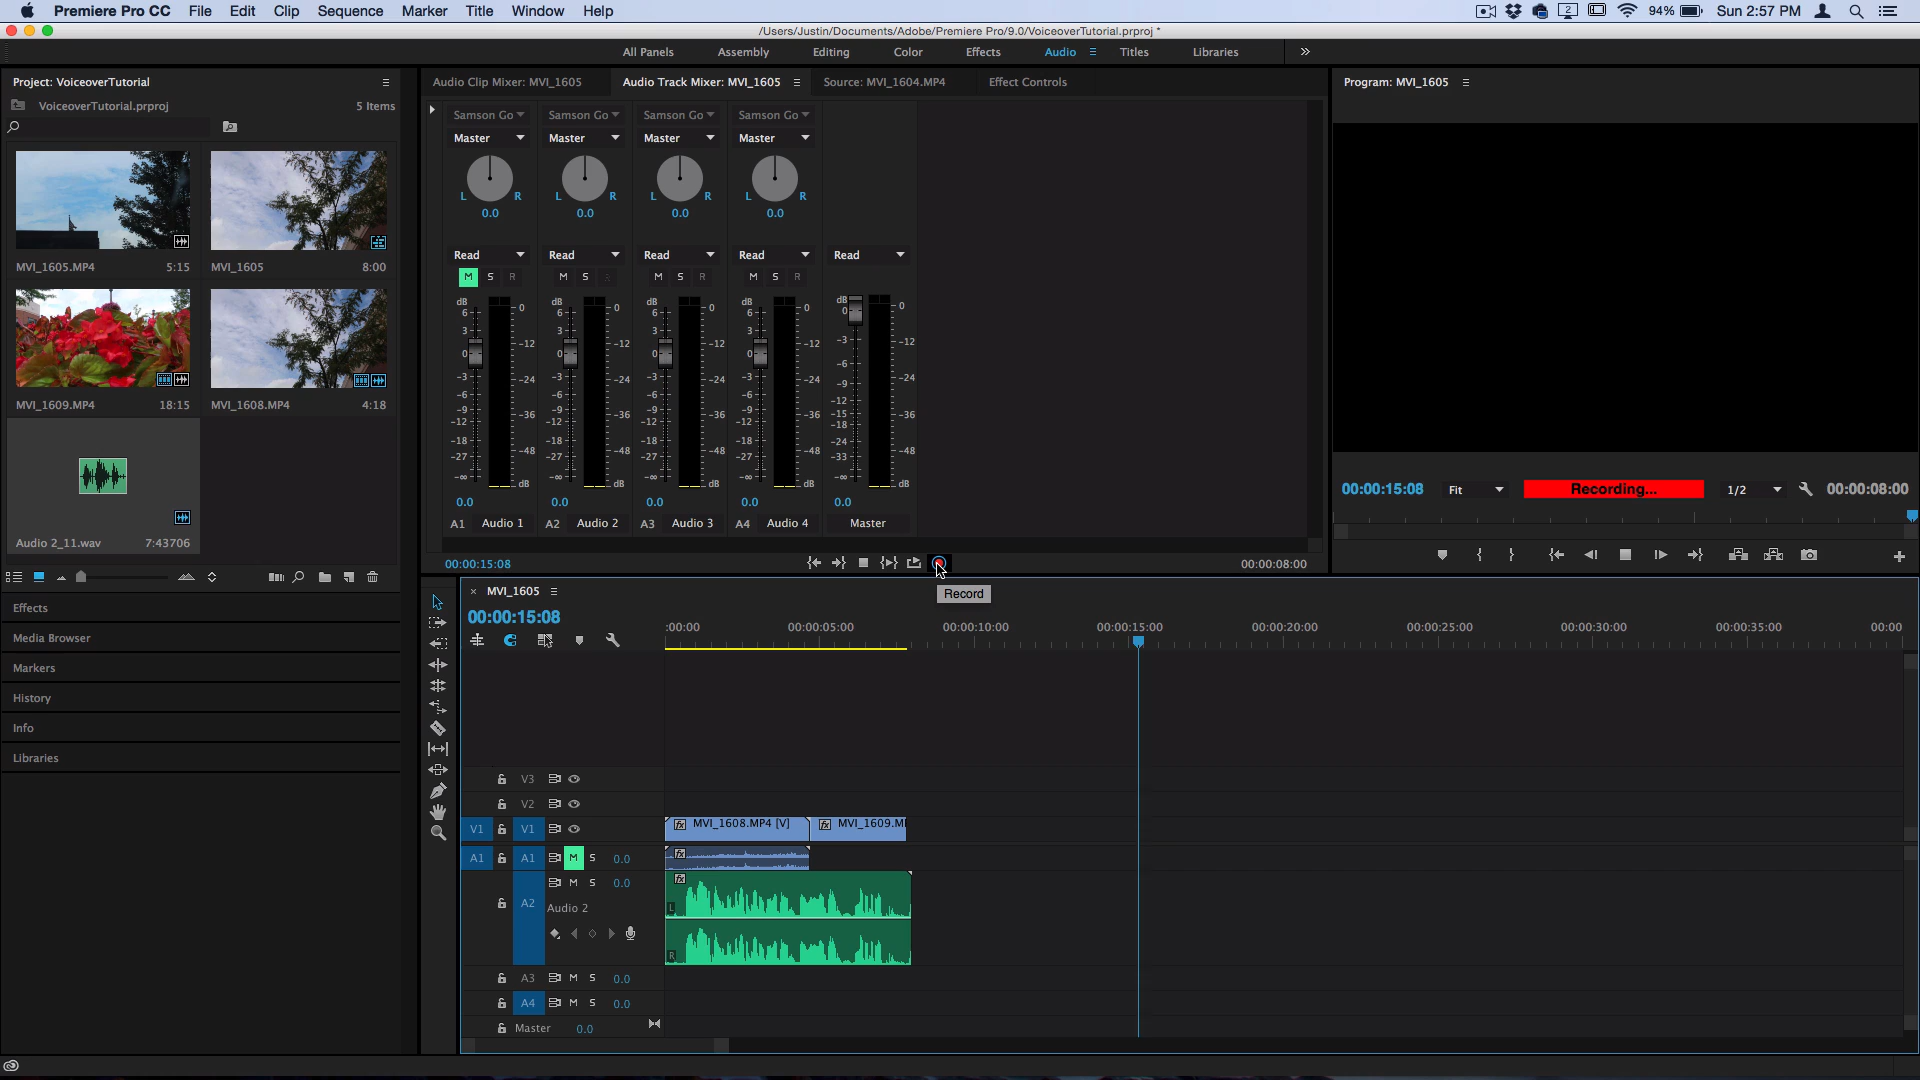 Premiere Pro CC File Edit Clip Sequence Marker Title Window Help 2 94% Sun 2:57 PM
/Users/Justin/Documents/Adobe/Premiere Pro/9.0/VoiceoverTutorial.prproj *
All Panels Assembly Editing Color Effects Audio Titles Libraries
Project: VoiceoverTutorial
VoiceoverTutorial.prproj 5 Items
MVI_1605.MP4 5:15 MVI_1605 8:00
MVI_1609.MP4 18:15 MVI_1608.MP4 4:18
Audio 2_11.wav 7:43706
Effects
Media Browser
Markers
History
Info
Libraries
Audio Clip Mixer: MVI_1605 Audio Track Mixer: MVI_1605 Source: MVI_1604.MP4 Effect Controls
Samson Go Samson Go Samson Go Samson Go
Master Master Master Master
L R L R L R L R
0.0 0.0 0.0 0.0
Read Read Read Read Read
M S R M S M S R M S R
dB dB dB dB dB
6 0 6 0 6 0 6 0 0 0
3 3 3 3 -3
0 -12 0 -12 0 -12 0 -12 -6 -12
-3 -24 -3 -24 -3 -24 -3 -24 -9 -24
-6 -6 -6 -6 -12
-9 -36 -9 -36 -9 -36 -9 -36 -15 -36
-12 -12 -12 -12 -18
-18 -48 -18 -48 -18 -48 -18 -48 -24 -48
-27 -27 -27 -27 -33
-∞ dB -∞ dB -∞ dB -∞ dB -∞ dB
0.0 0.0 0.0 0.0 0.0
A1 Audio 1 A2 Audio 2 A3 Audio 3 A4 Audio 4 Master
00:00:15:08 00:00:08:00
Record
Program: MVI_1605
00:00:15:08 Fit Recording... 1/2 00:00:08:00
MVI_1605
00:00:15:08
:00:00 00:00:05:00 00:00:10:00 00:00:15:00 00:00:20:00 00:00:25:00 00:00:30:00 00:00:35:00 00:00
V3
V2
V1 V1 fx MVI_1608.MP4 [V] fx MVI_1609.M
A1 A1 M S 0.0 fx
M S 0.0 fx
A2 Audio 2 L
R
A3 M S 0.0
A4 M S 0.0
Master 0.0